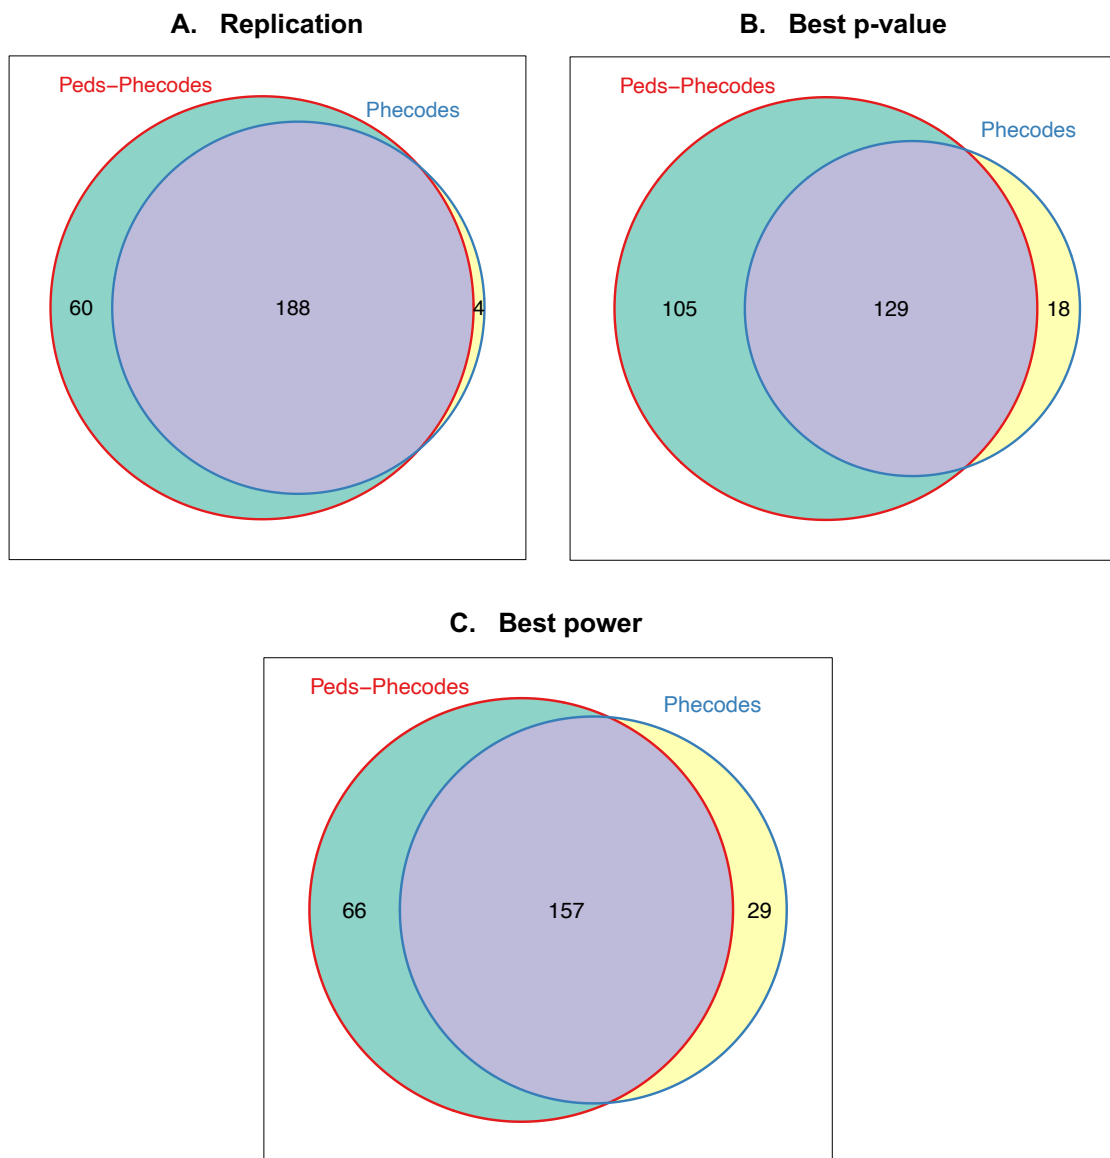 A. Replication
Peds–Phecodes
Phecodes
60
188
4
B. Best p-value
Peds–Phecodes
Phecodes
105
129
18
C. Best power
Peds–Phecodes
Phecodes
66
157
29